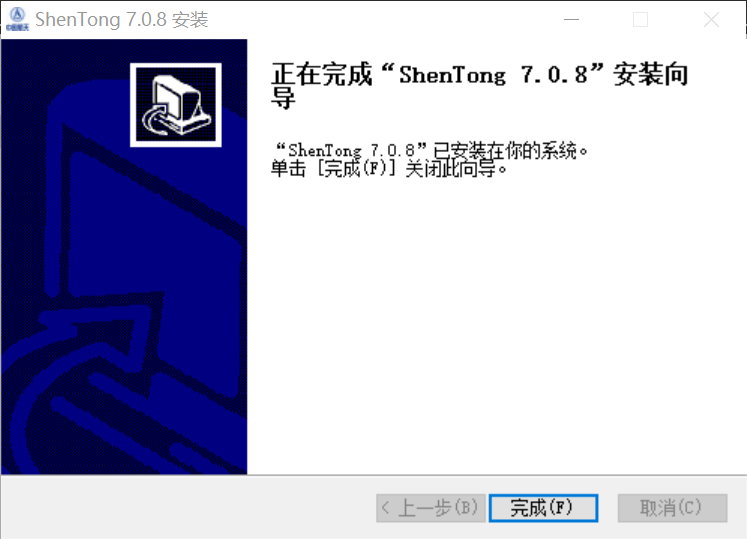 ShenTong 7.0.8 安装
正在完成“ShenTong 7.0.8”安装向
导
“ShenTong 7.0.8”已安装在你的系统。
单击 [完成(F)] 关闭此向导。
< 上一步(B)
完成(F)
取消(C)